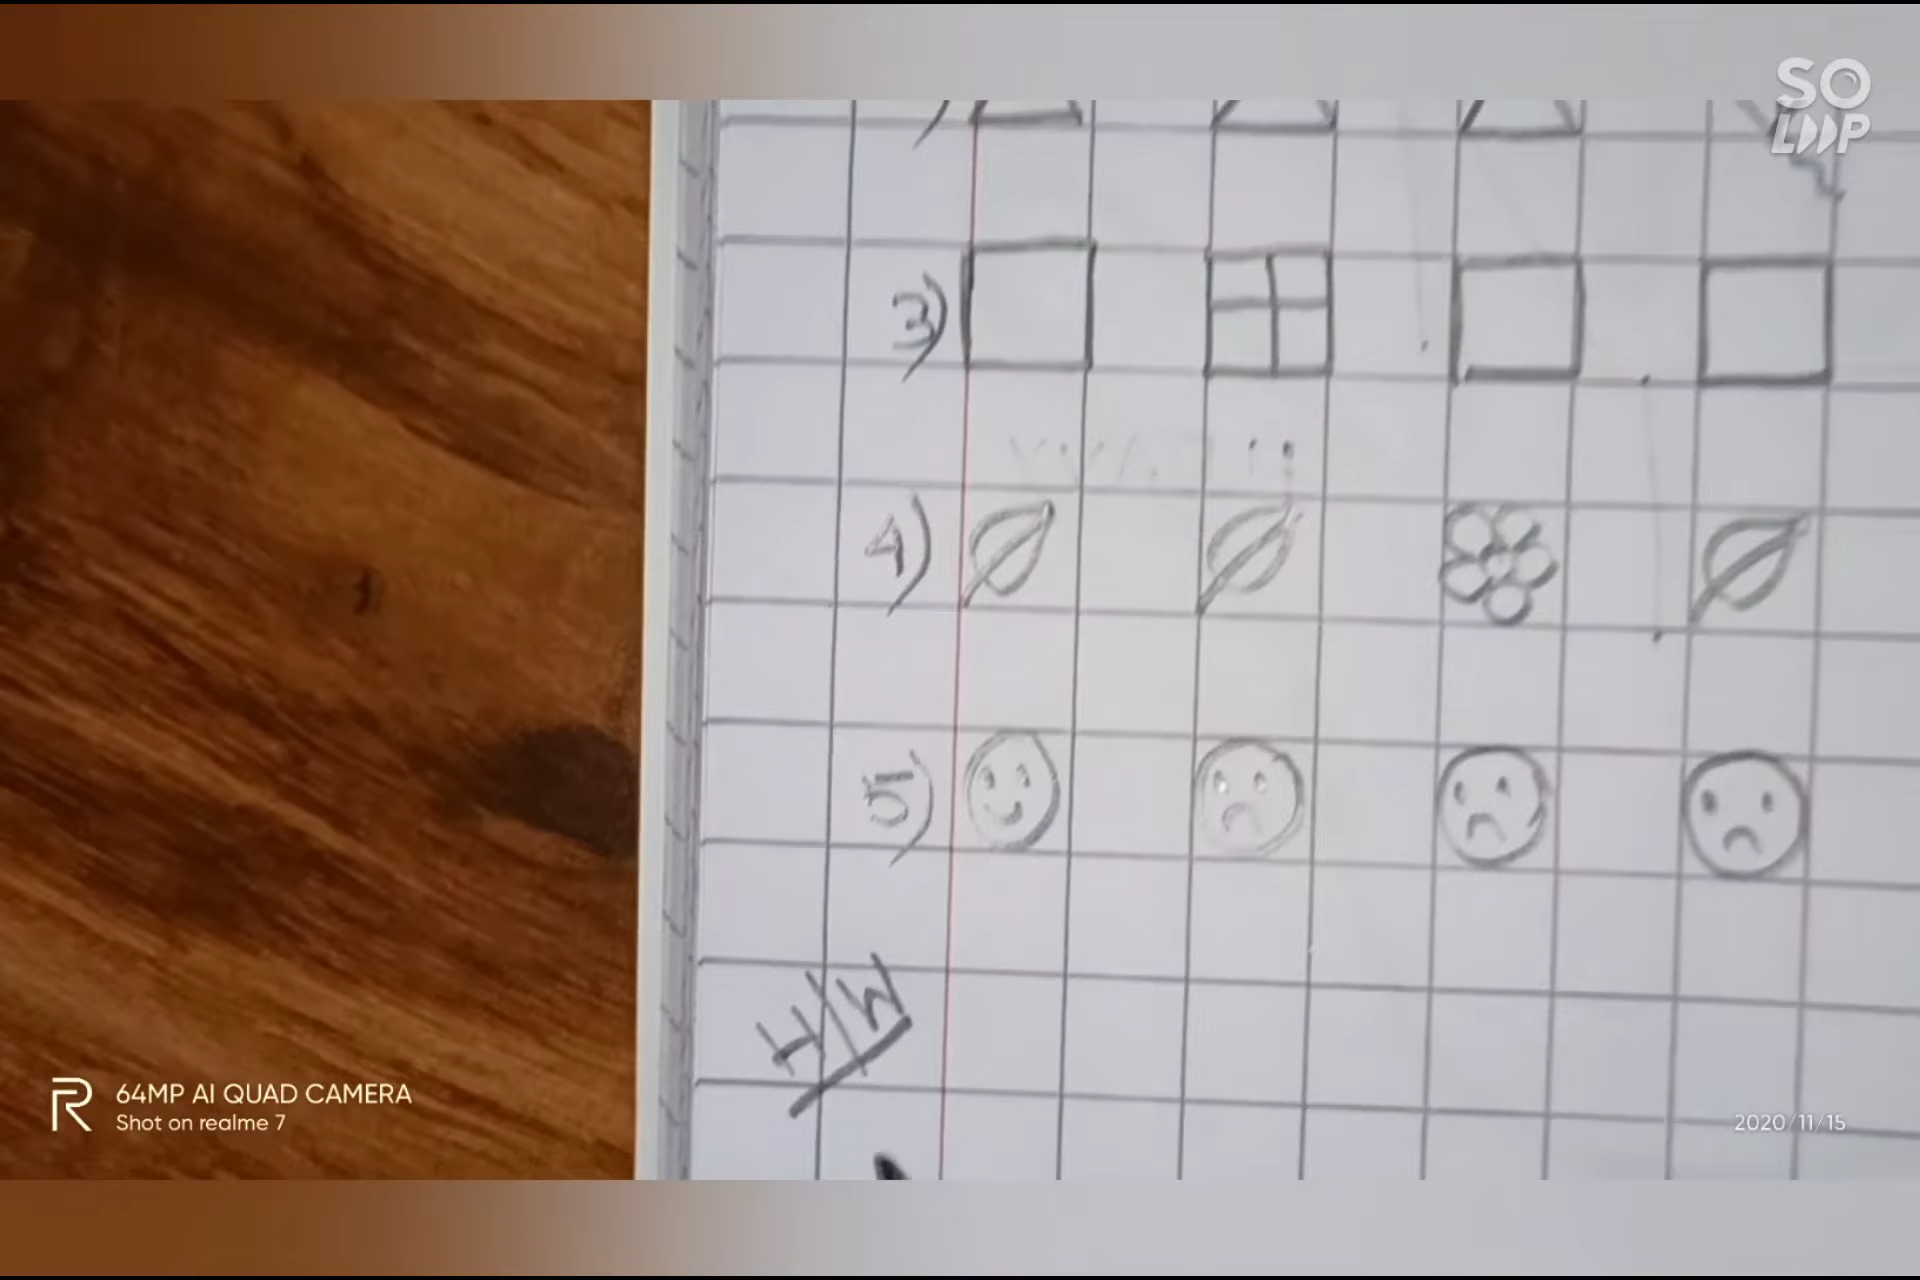 SO
LOOP
3)
4)
5)
H/W
64MP AI QUAD CAMERA
Shot on realme 7
2020/11/15